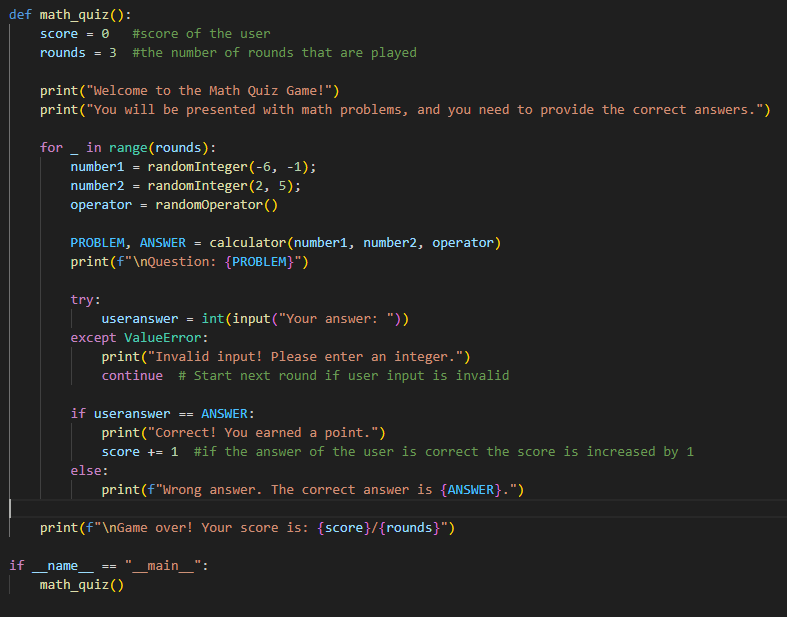 def math_quiz():
    score = 0   #score of the user
    rounds = 3  #the number of rounds that are played
    print("Welcome to the Math Quiz Game!")
    print("You will be presented with math problems, and you need to provide the correct answers.")
    for _ in range(rounds):
        number1 = randomInteger(-6, -1);
        number2 = randomInteger(2, 5);
        operator = randomOperator()
        PROBLEM, ANSWER = calculator(number1, number2, operator)
        print(f"\nQuestion: {PROBLEM}")
        try:
            useranswer = int(input("Your answer: "))
        except ValueError:
            print("Invalid input! Please enter an integer.")
            continue  # Start next round if user input is invalid
        if useranswer == ANSWER:
            print("Correct! You earned a point.")
            score += 1  #if the answer of the user is correct the score is increased by 1
        else:
            print(f"Wrong answer. The correct answer is {ANSWER}.")
    print(f"\nGame over! Your score is: {score}/{rounds}")
if __name__ == "__main__":
    math_quiz()